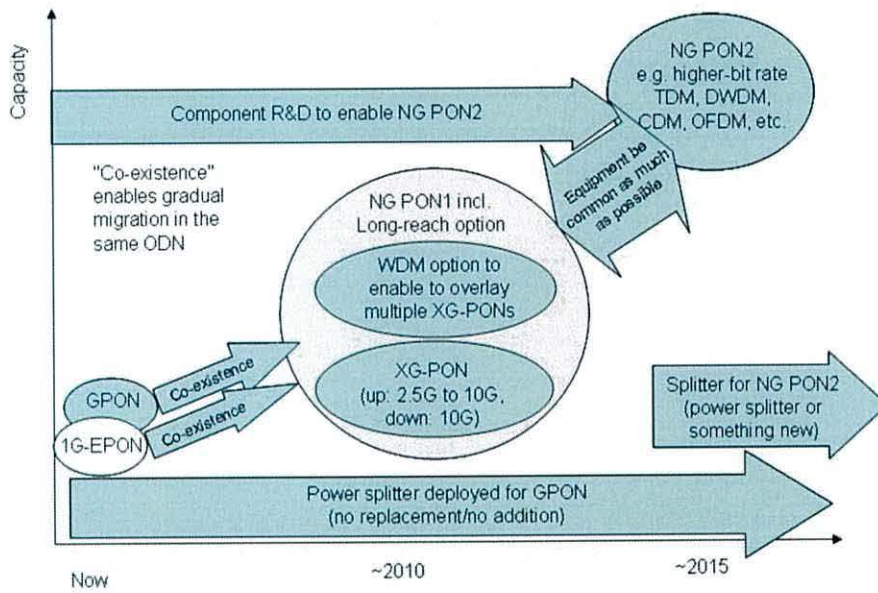 Capacity
NG PON2
e.g. higher-bit rate
TDM, DWDM,
CDM, OFDM, etc.
Component R&D to enable NG PON2
"Co-existence"
enables gradual
migration in the
same ODN
Equipment be
common as much
as possible
NG PON1 incl.
Long-reach option
WDM option to
enable to overlay
multiple XG-PONs
XG-PON
(up: 2.5G to 10G,
down: 10G)
Co-existence
GPON
Co-existence
1G-EPON
Splitter for NG PON2
(power splitter or
something new)
Power splitter deployed for GPON
(no replacement/no addition)
Now
~2010
~2015